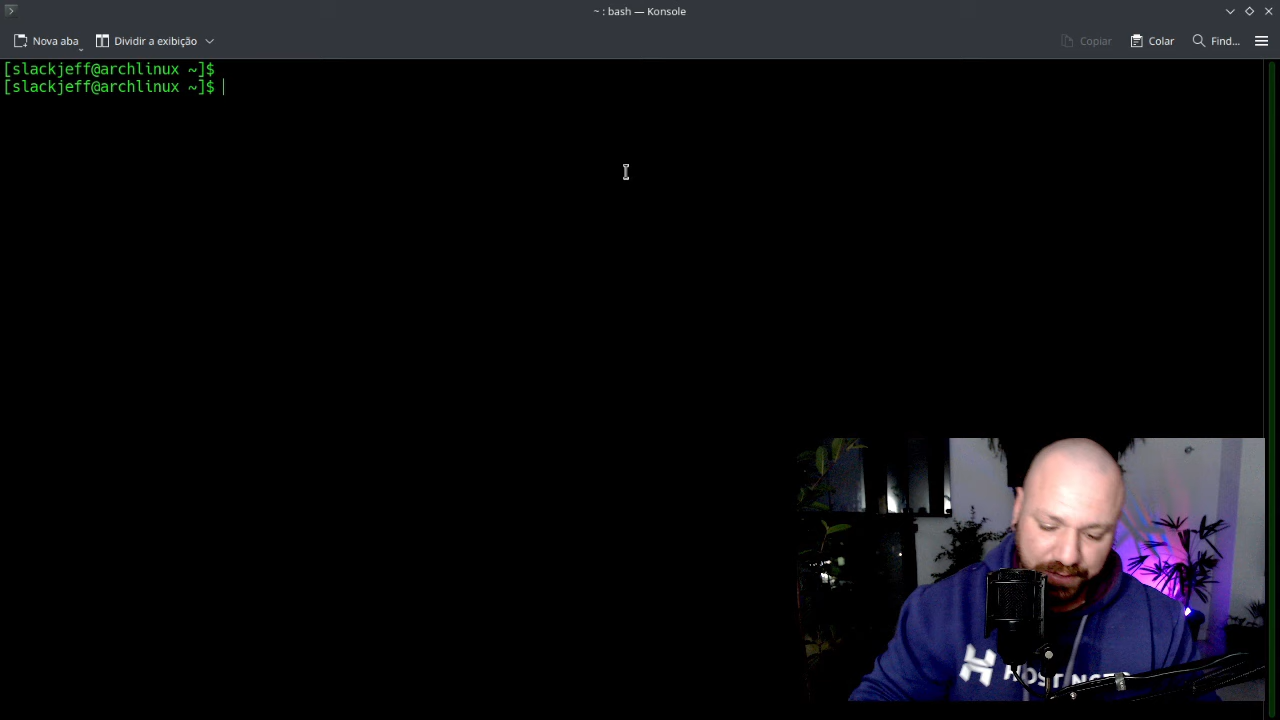 ~ : bash — Konsole
Nova aba
Dividir a exibição
Copiar
Colar
Find...
[slackjeff@archlinux ~]$
[slackjeff@archlinux ~]$